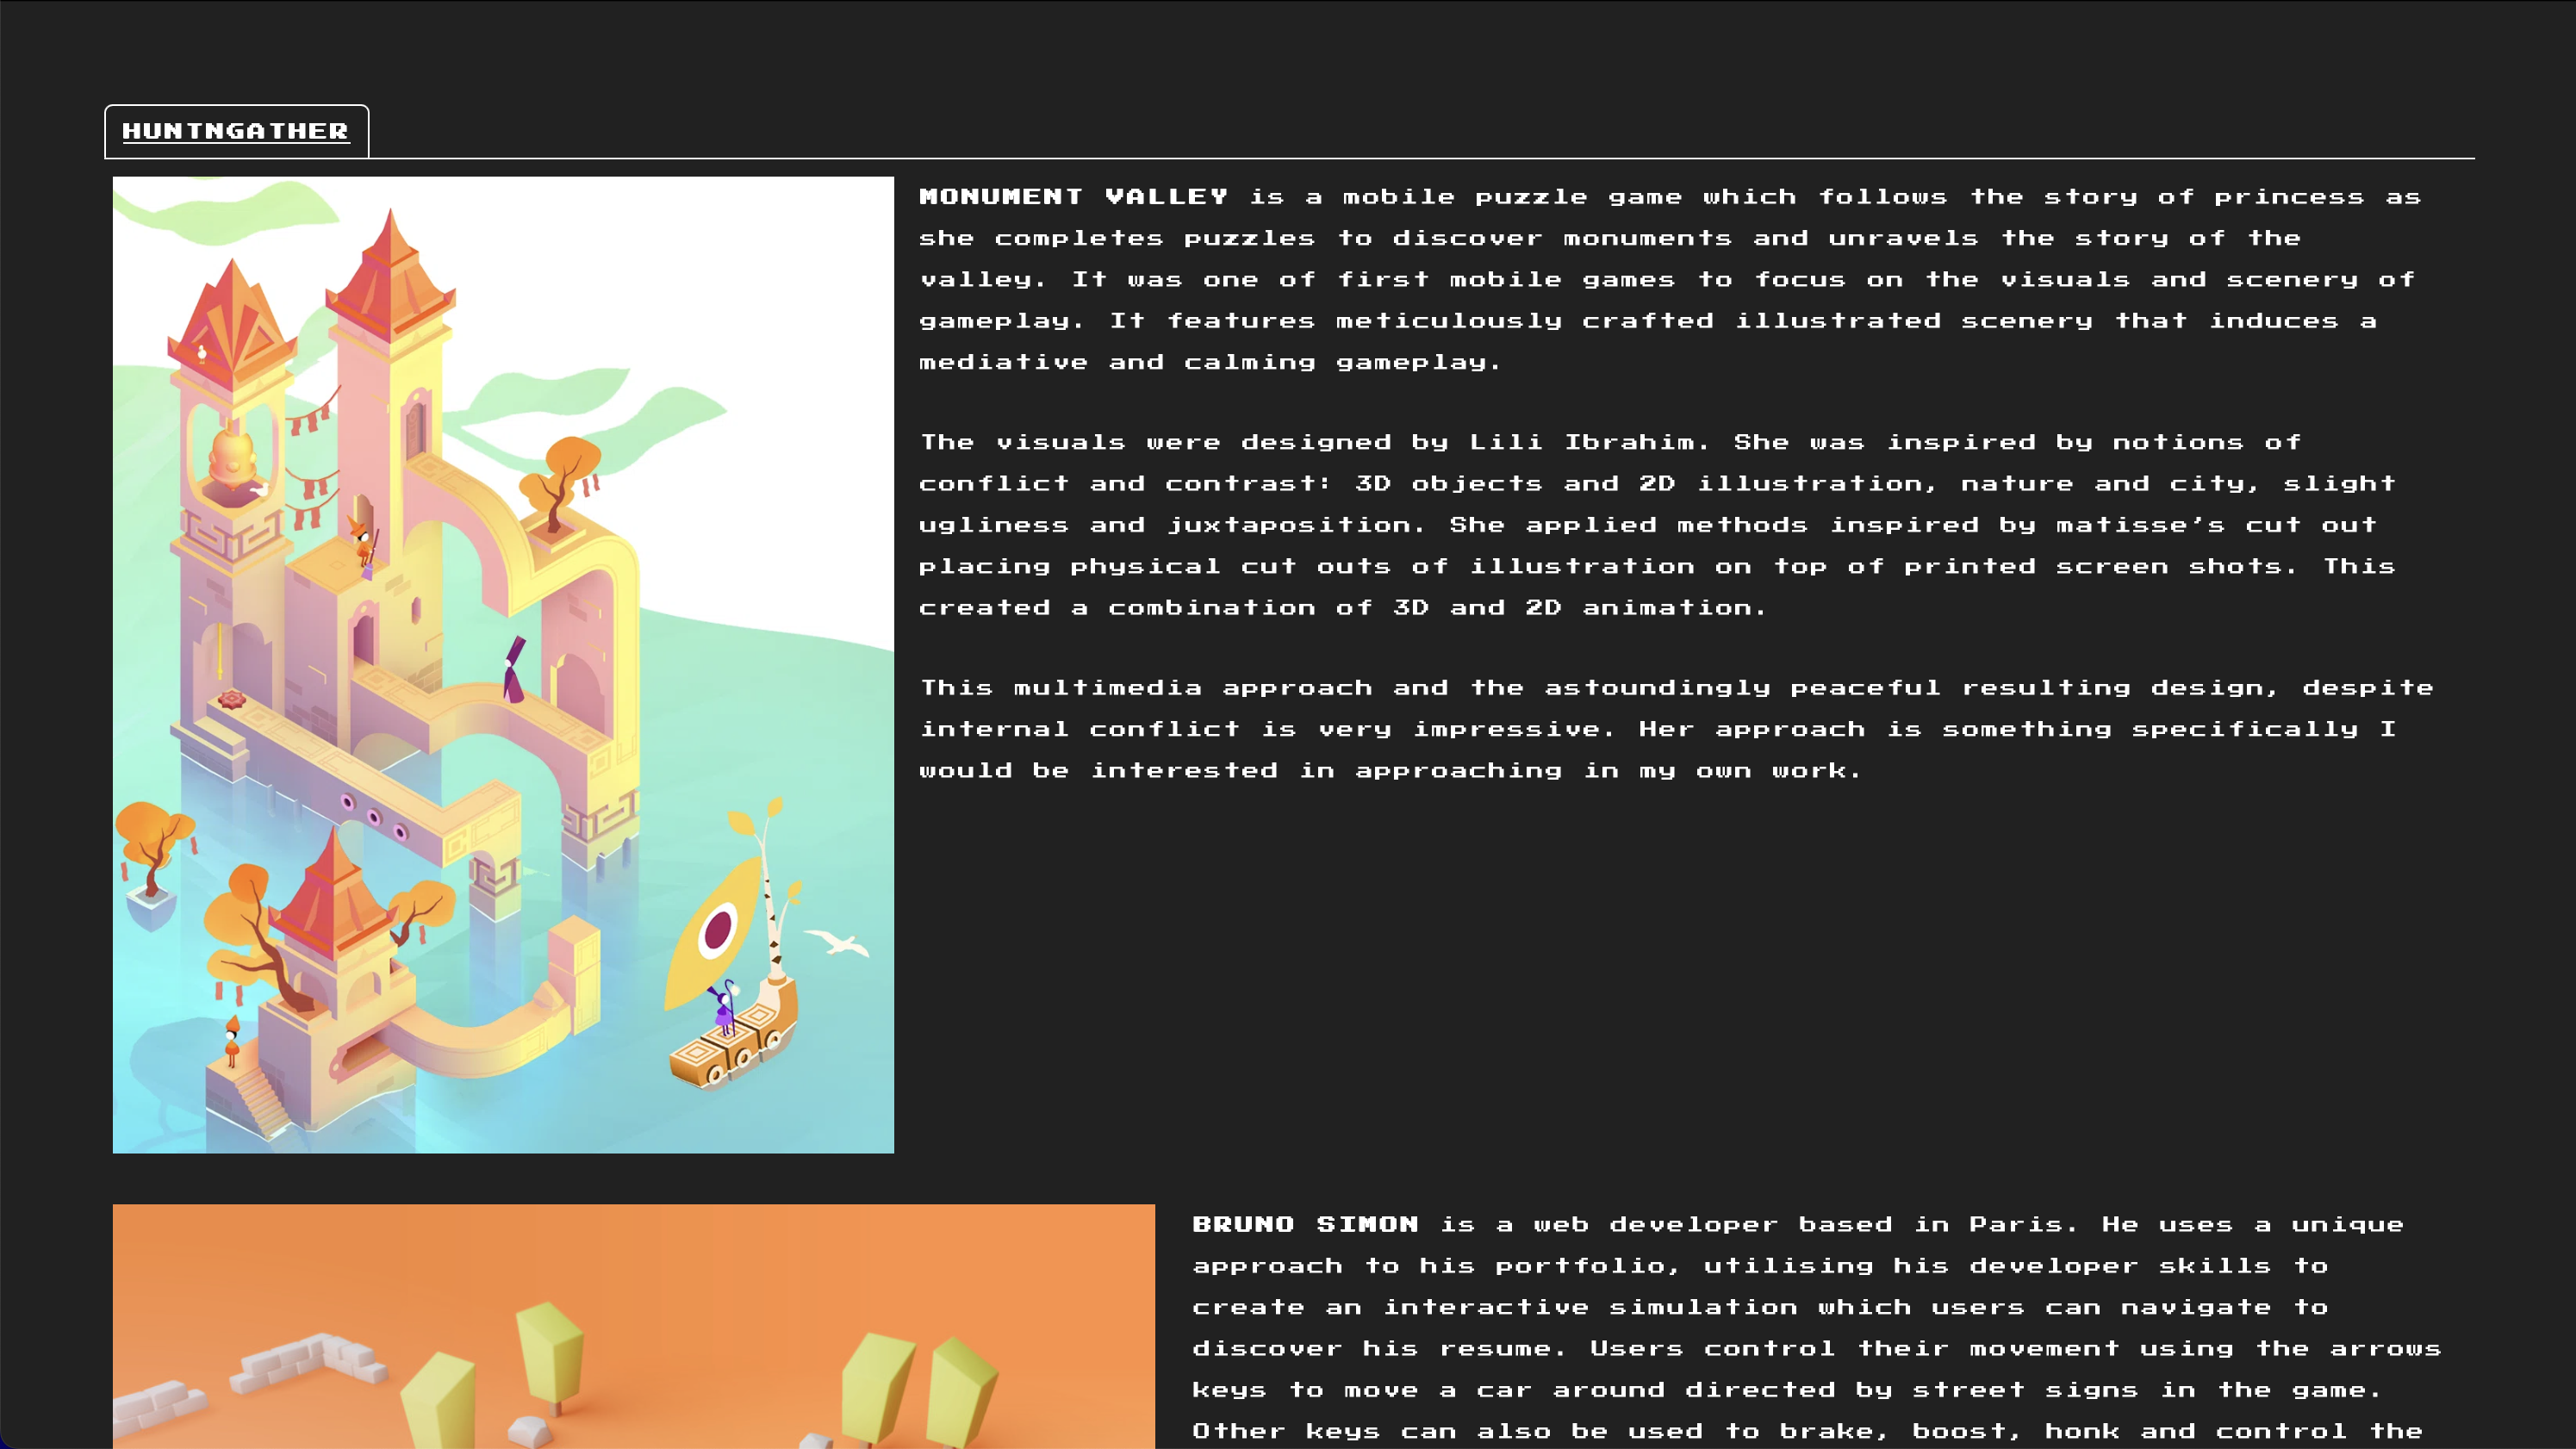 HUNTNGATHER
MONUMENT VALLEY is a mobile puzzle game which follows the story of princess as
she completes puzzles to discover monuments and unravels the story of the
valley. It was one of first mobile games to focus on the visuals and scenery of
gameplay. It features meticulously crafted illustrated scenery that induces a
mediative and calming gameplay.
The visuals were designed by Lili Ibrahim. She was inspired by notions of
conflict and contrast: 3D objects and 2D illustration, nature and city, slight
ugliness and juxtaposition. She applied methods inspired by matisse's cut out
placing physical cut outs of illustration on top of printed screen shots. This
created a combination of 3D and 2D animation.
This multimedia approach and the astoundingly peaceful resulting design, despite
internal conflict is very impressive. Her approach is something specifically I
would be interested in approaching in my own work.
BRUNO SIMON is a web developer based in Paris. He uses a unique
approach to his portfolio, utilising his developer skills to
create an interactive simulation which users can navigate to
discover his resume. Users control their movement using the arrows
keys to move a car around directed by street signs in the game.
Other keys can also be used to brake, boost, honk and control the